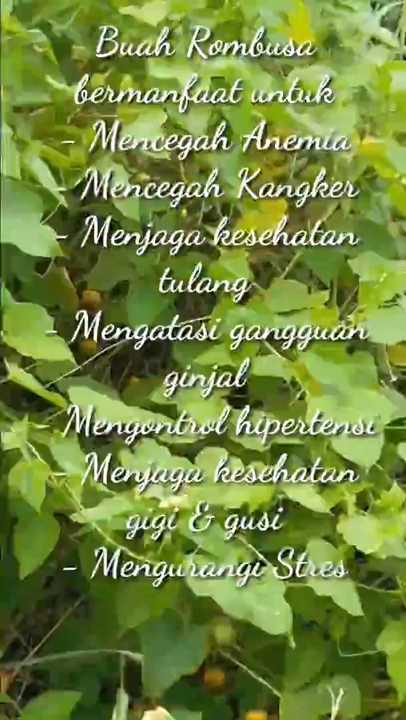 Buah Rombusa
bermanfaat untuk
- Mencegah Anemia
- Mencegah Kangker
- Menjaga kesehatan
tulang
- Mengatasi gangguan
ginjal
- Mengontrol hipertensi
- Menjaga kesehatan
gigi & gusi
- Mengurangi Stres